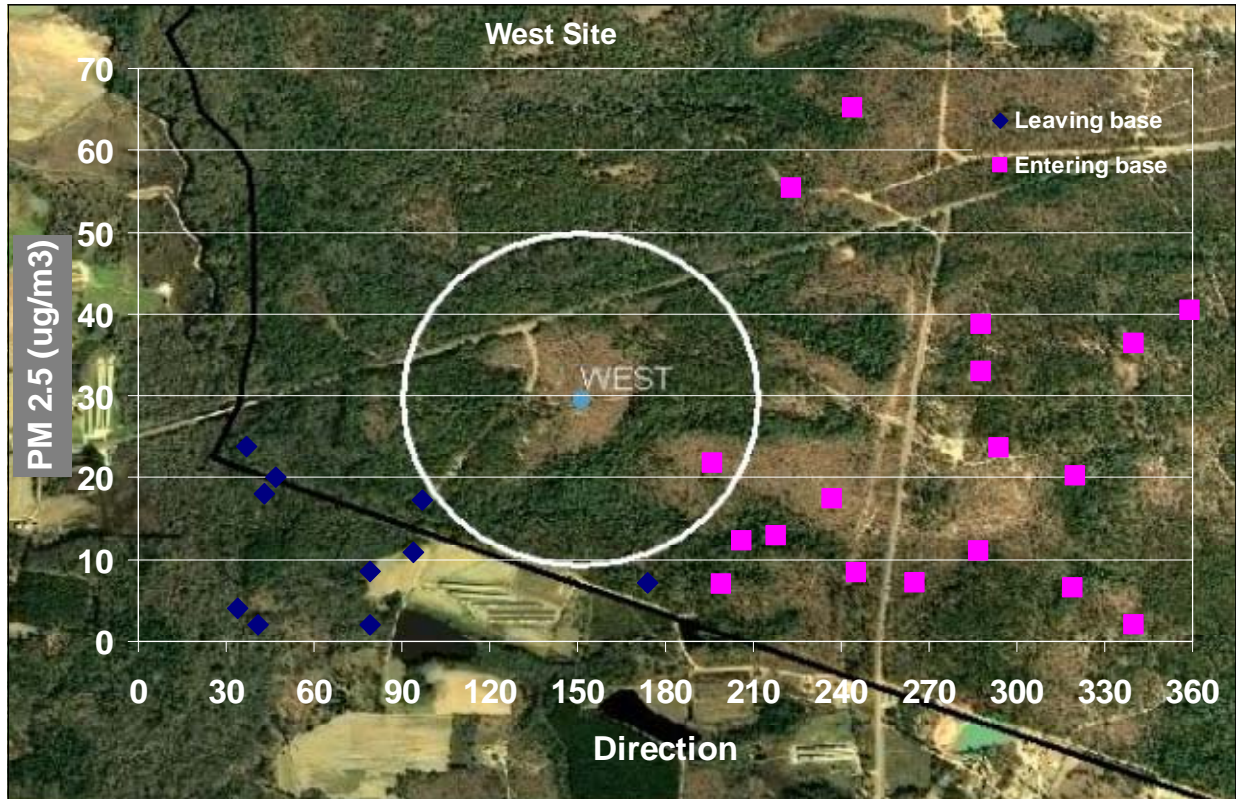 West Site
70
60
50
40
30
20
10
0
PM 2.5 (ug/m3)
Leaving base
Entering base
WEST
0 30 60 90 120 150 180 210 240 270 300 330 360
Direction